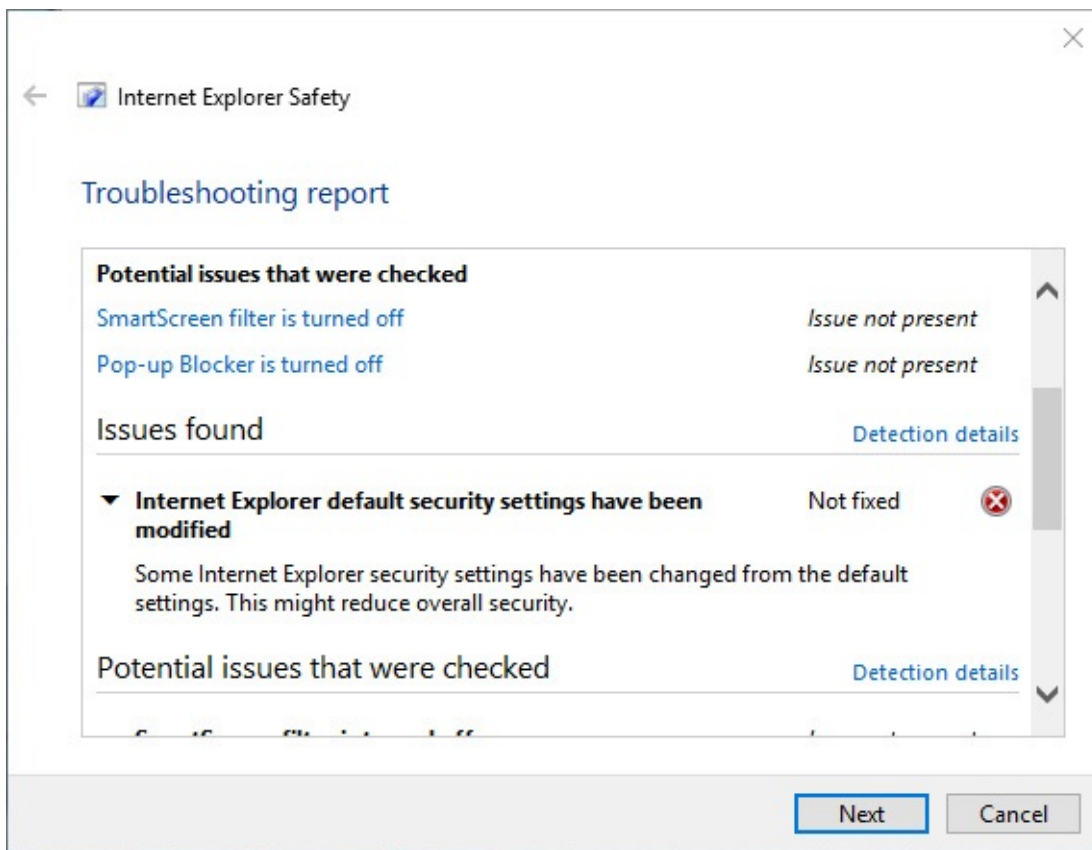 Internet Explorer Safety
Troubleshooting report
Potential issues that were checked
SmartScreen filter is turned off Issue not present
Pop-up Blocker is turned off Issue not present
Issues found Detection details
Internet Explorer default security settings have been Not fixed
modified
Some Internet Explorer security settings have been changed from the default
settings. This might reduce overall security.
Potential issues that were checked Detection details
Next Cancel